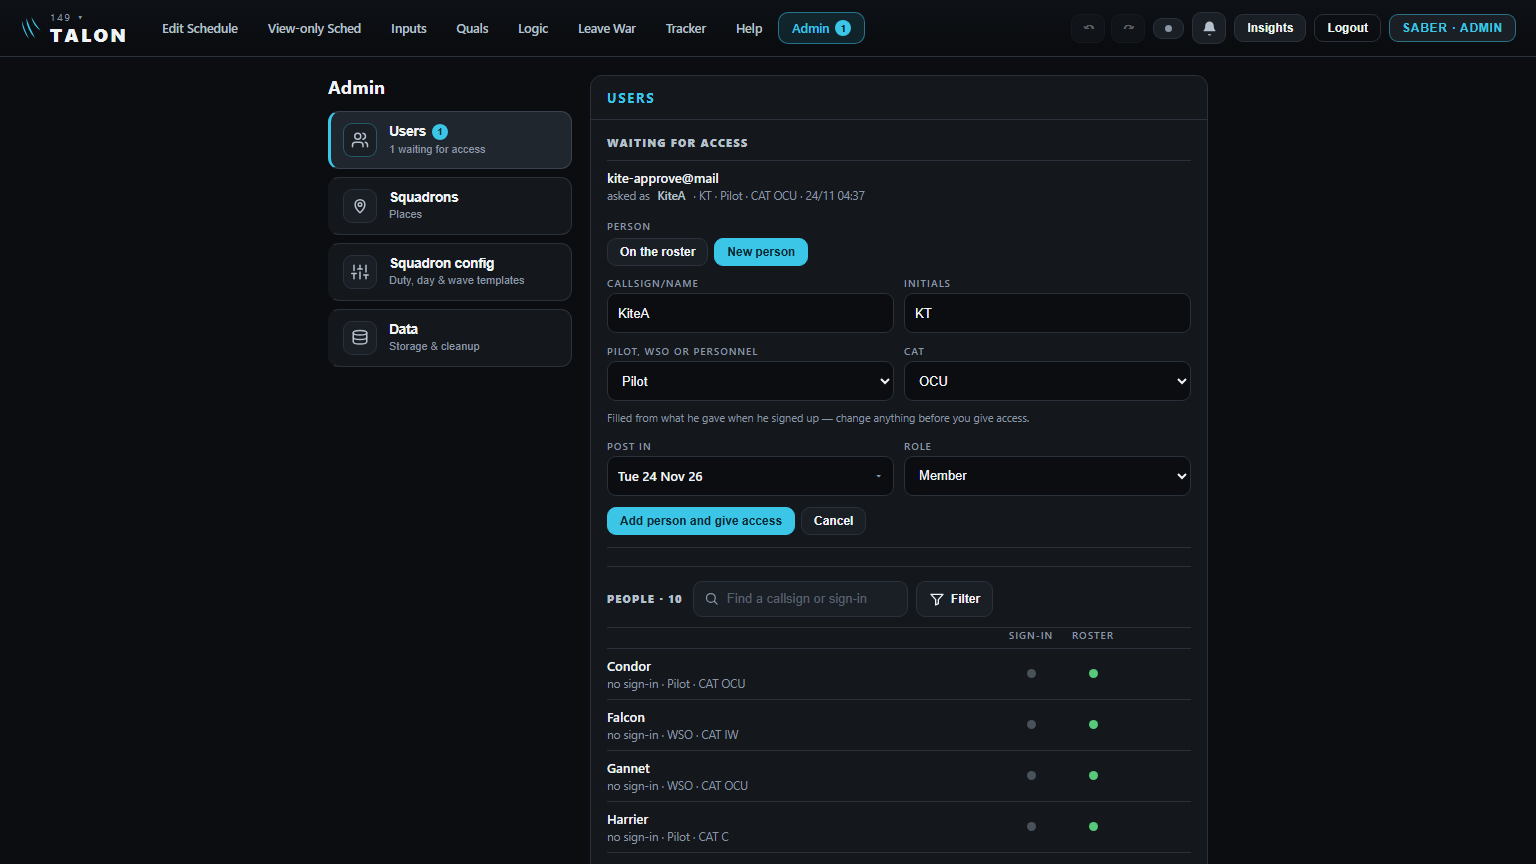 149
TALON
Edit Schedule
View-only Sched
Inputs
Quals
Logic
Leave War
Tracker
Help
Admin 1
Insights
Logout
SABER · ADMIN
Admin
Users 1
1 waiting for access
Squadrons
Places
Squadron config
Duty, day & wave templates
Data
Storage & cleanup
USERS
WAITING FOR ACCESS
kite-approve@mail
asked as KiteA · KT · Pilot · CAT OCU · 24/11 04:37
PERSON
On the roster
New person
CALLSIGN/NAME
INITIALS
KiteA
KT
PILOT, WSO OR PERSONNEL
CAT
Pilot
OCU
Filled from what he gave when he signed up — change anything before you give access.
POST IN
ROLE
Tue 24 Nov 26
Member
Add person and give access
Cancel
PEOPLE · 10
Find a callsign or sign-in
Filter
SIGN-IN
ROSTER
Condor
no sign-in · Pilot · CAT OCU
Falcon
no sign-in · WSO · CAT IW
Gannet
no sign-in · WSO · CAT OCU
Harrier
no sign-in · Pilot · CAT C